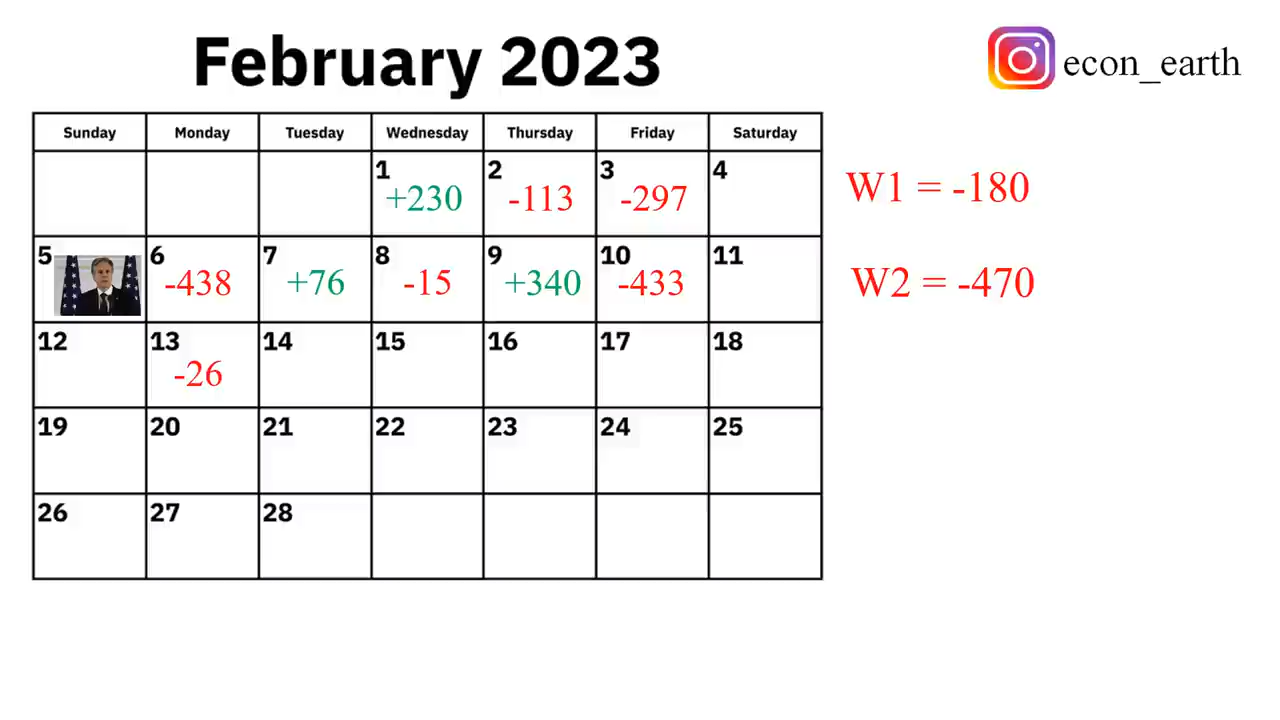 February 2023
econ_earth
Sunday Monday Tuesday Wednesday Thursday Friday Saturday
1 2 3 4
+230 -113 -297
W1 = -180
5 6 7 8 9 10 11
-438 +76 -15 +340 -433
W2 = -470
12 13 14 15 16 17 18
-26
19 20 21 22 23 24 25
26 27 28